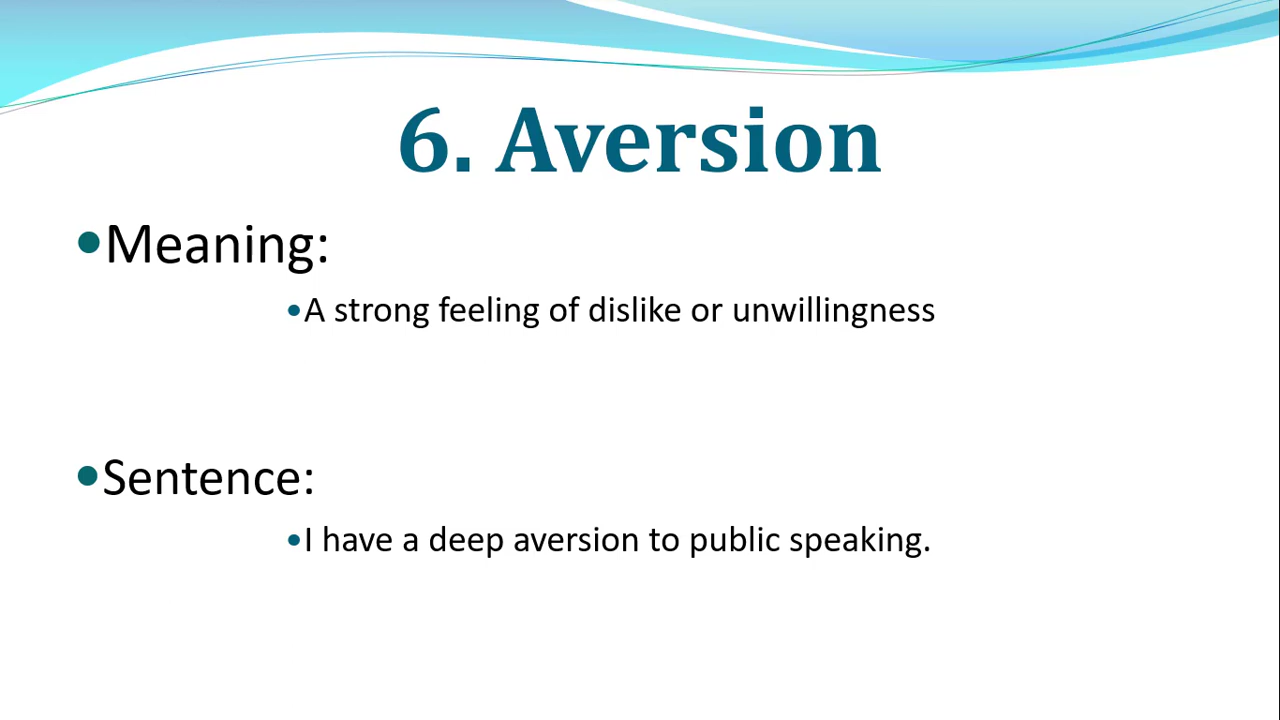 6. Aversion
•Meaning:
•A strong feeling of dislike or unwillingness
•Sentence:
•I have a deep aversion to public speaking.